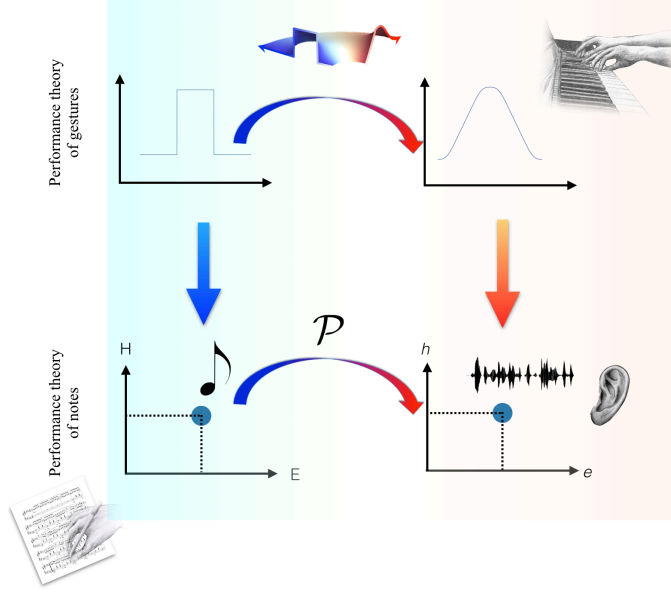 Performance theory
of gestures
Performance theory
of notes
H
E
𝒫
h
e